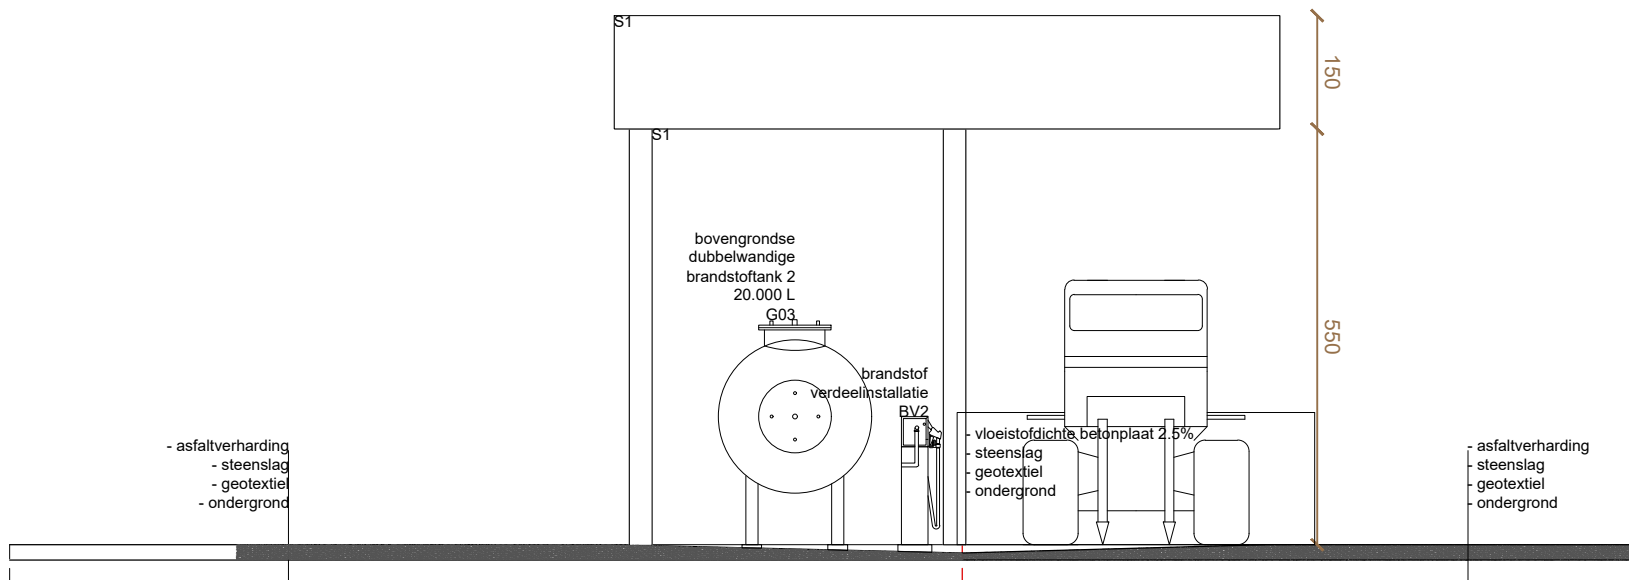 S1
150
S1
bovengrondse
dubbelwandige
brandstoftank 2
20.000 L
G03
550
brandstof
verdeelinstallatie
BV2
- asfaltverharding
- steenslag
- geotextiel
- ondergrond
- vloeistofdichte betonplaat 2.5%
- steenslag
- geotextiel
- ondergrond
- asfaltverharding
- steenslag
- geotextiel
- ondergrond